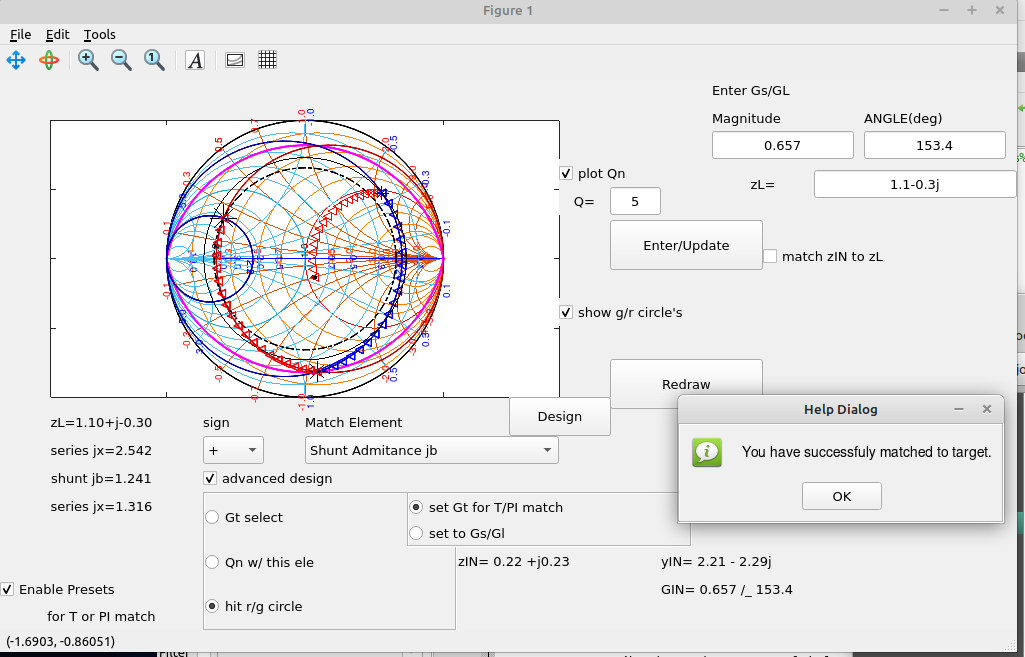 Figure 1
File Edit Tools
A
Enter Gs/GL
Magnitude ANGLE(deg)
0.657 153.4
plot Qn
zL= 1.1-0.3j
Q= 5
Enter/Update
match zIN to zL
show g/r circle's
Redraw
Design
zL=1.10+j-0.30
sign
Match Element
series jx=2.542
+
Shunt Admitance jb
shunt jb=1.241
advanced design
series jx=1.316
Gt select
set Gt for T/PI match
set to Gs/Gl
Qn w/ this ele
zIN= 0.22 +j0.23
yIN= 2.21 - 2.29j
GIN= 0.657 /_ 153.4
hit r/g circle
Enable Presets
for T or PI match
(-1.6903, -0.86051)
Help Dialog
You have successfuly matched to target.
OK